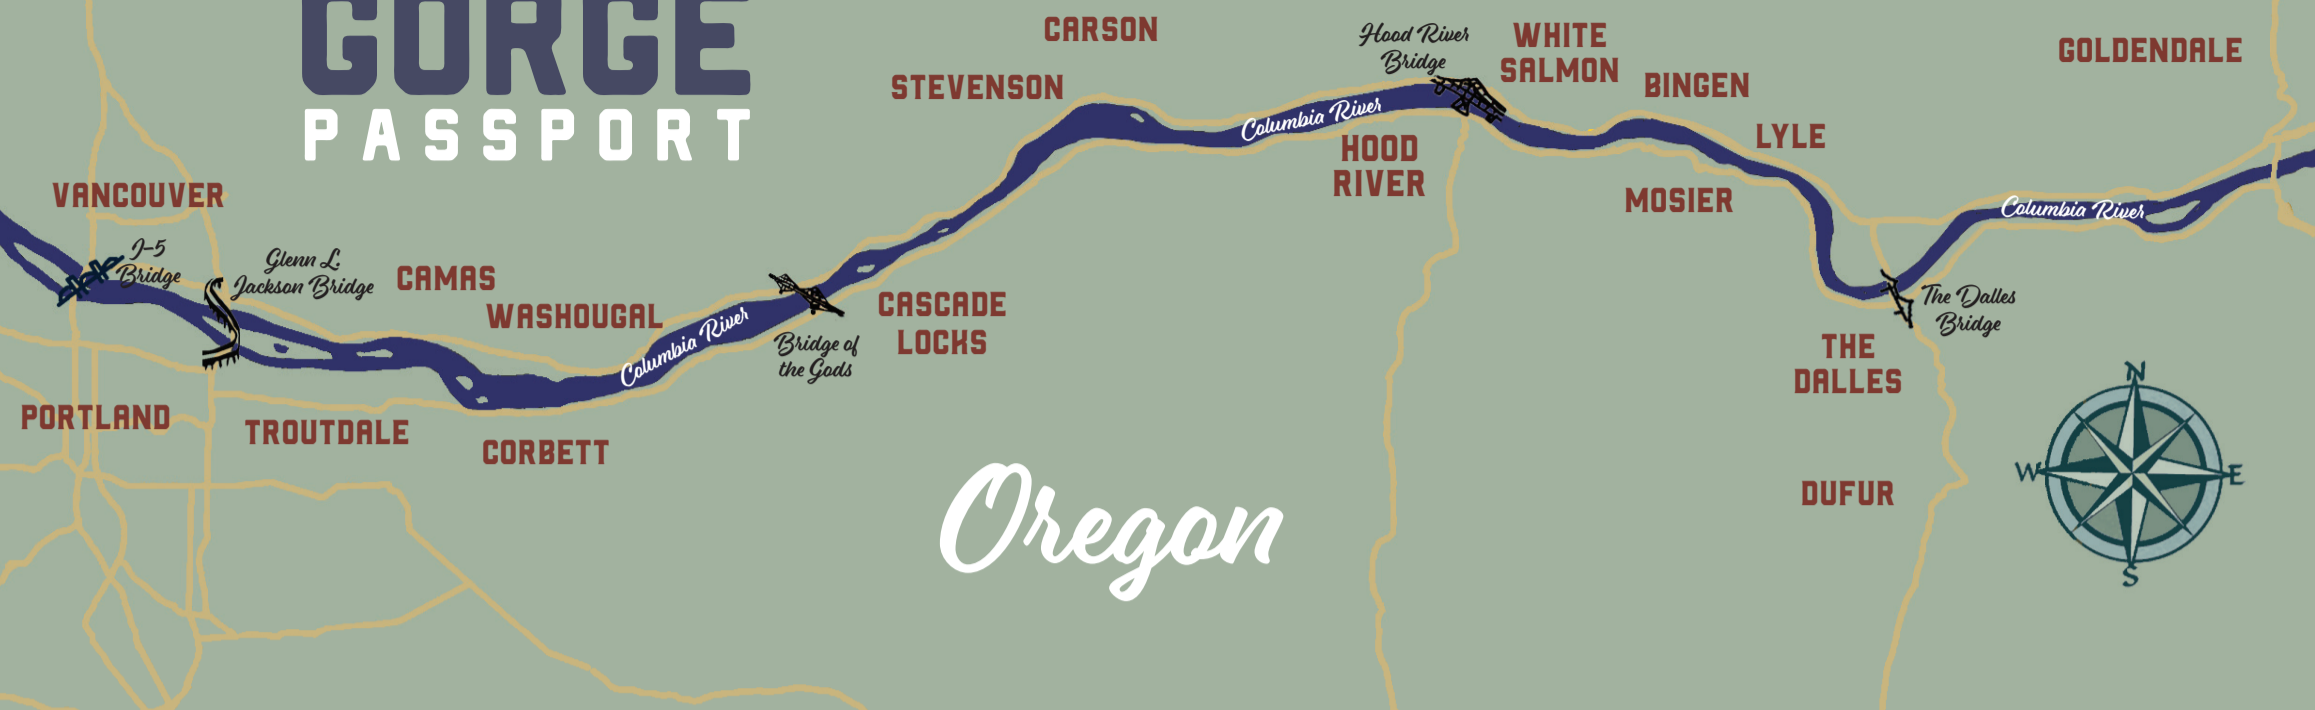 GORGE
PASSPORT
CARSON
STEVENSON
Hood River
Bridge
WHITE
SALMON
BINGEN
GOLDENDALE
LYLE
Columbia River
HOOD
RIVER
MOSIER
Columbia River
VANCOUVER
I-5
Bridge
Glenn L.
Jackson Bridge
CAMAS
WASHOUGAL
Columbia River
CASCADE
LOCKS
Bridge of
the Gods
The Dalles
Bridge
THE
DALLES
PORTLAND
TROUTDALE
CORBETT
Oregon
DUFUR
N
W
E
S